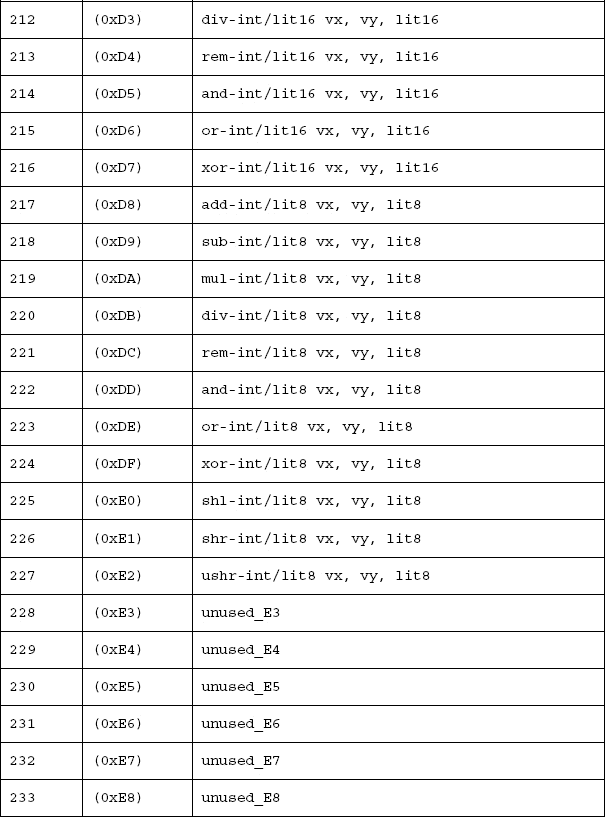 212 (0xD3) div-int/lit16 vx, vy, lit16
213 (0xD4) rem-int/lit16 vx, vy, lit16
214 (0xD5) and-int/lit16 vx, vy, lit16
215 (0xD6) or-int/lit16 vx, vy, lit16
216 (0xD7) xor-int/lit16 vx, vy, lit16
217 (0xD8) add-int/lit8 vx, vy, lit8
218 (0xD9) sub-int/lit8 vx, vy, lit8
219 (0xDA) mul-int/lit8 vx, vy, lit8
220 (0xDB) div-int/lit8 vx, vy, lit8
221 (0xDC) rem-int/lit8 vx, vy, lit8
222 (0xDD) and-int/lit8 vx, vy, lit8
223 (0xDE) or-int/lit8 vx, vy, lit8
224 (0xDF) xor-int/lit8 vx, vy, lit8
225 (0xE0) shl-int/lit8 vx, vy, lit8
226 (0xE1) shr-int/lit8 vx, vy, lit8
227 (0xE2) ushr-int/lit8 vx, vy, lit8
228 (0xE3) unused_E3
229 (0xE4) unused_E4
230 (0xE5) unused_E5
231 (0xE6) unused_E6
232 (0xE7) unused_E7
233 (0xE8) unused_E8